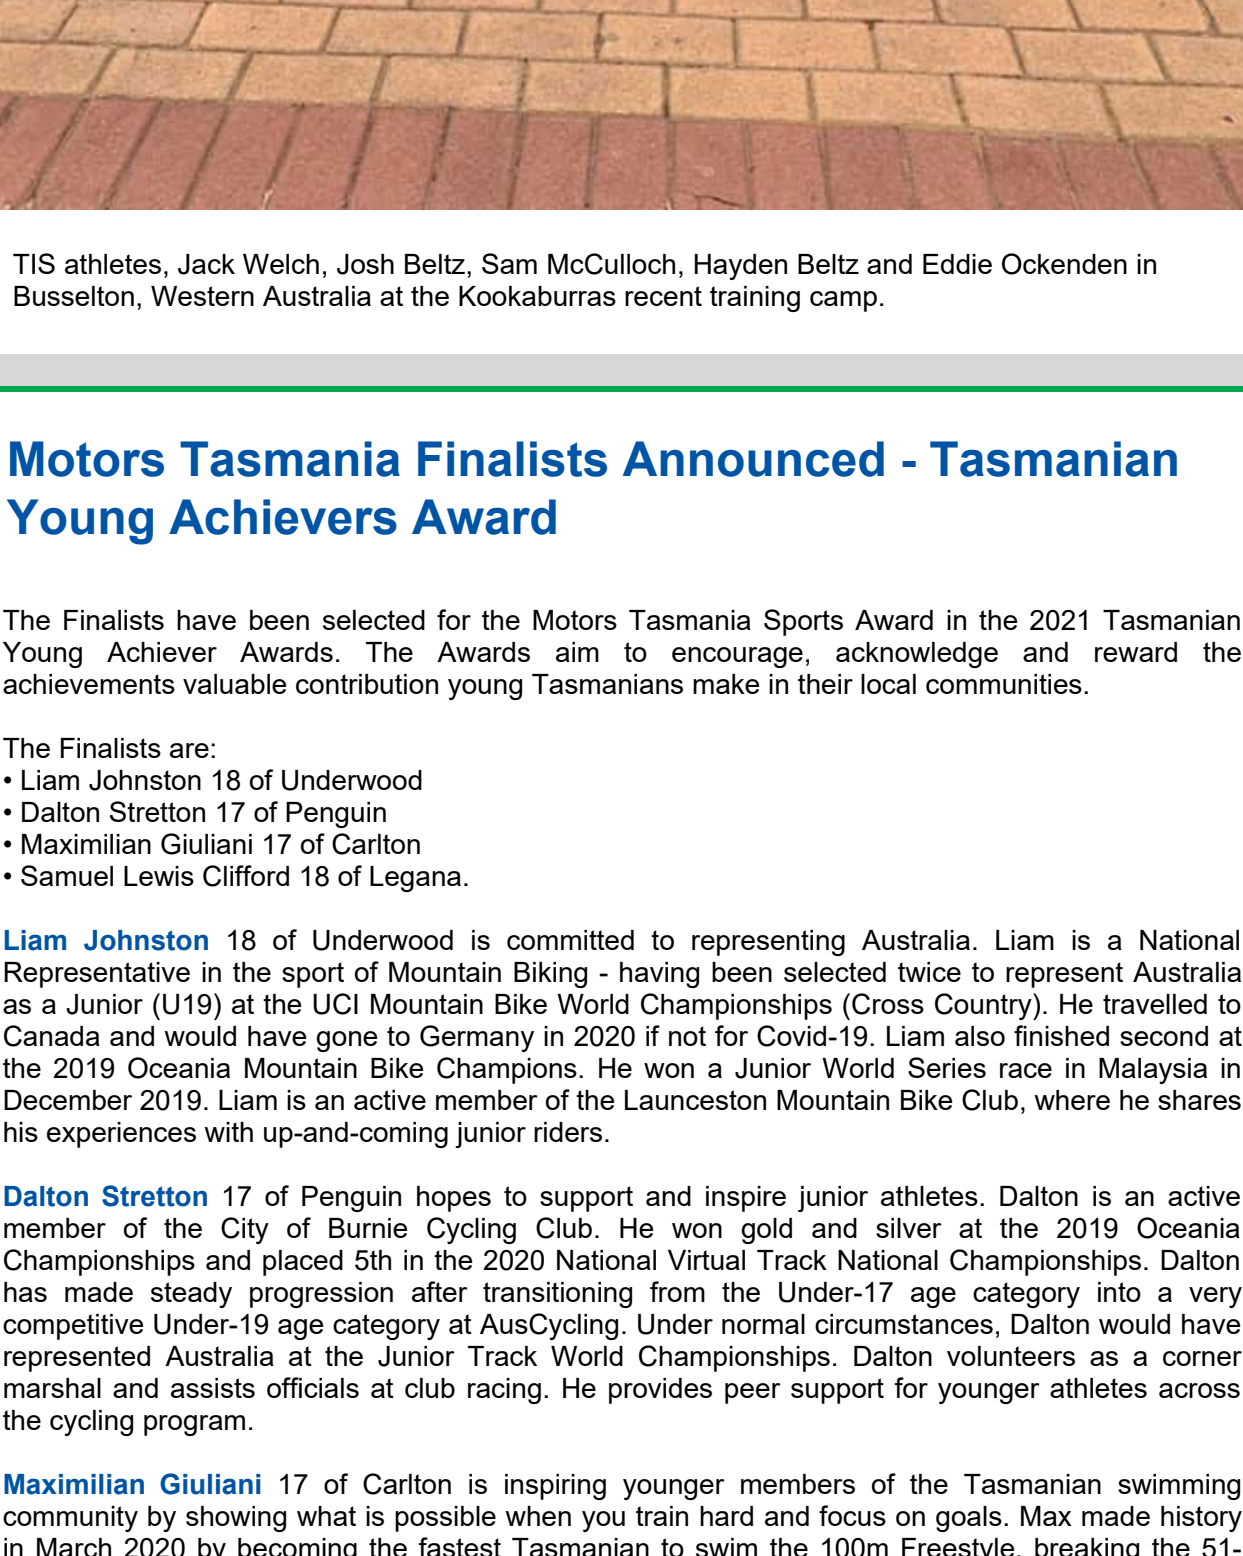 TIS athletes, Jack Welch, Josh Beltz, Sam McCulloch, Hayden Beltz and Eddie Ockenden in
Busselton, Western Australia at the Kookaburras recent training camp.
Motors Tasmania Finalists Announced - Tasmanian
Young Achievers Award
The Finalists have been selected for the Motors Tasmania Sports Award in the 2021 Tasmanian
Young Achiever Awards. The Awards aim to encourage, acknowledge and reward the
achievements valuable contribution young Tasmanians make in their local communities.
The Finalists are:
• Liam Johnston 18 of Underwood
• Dalton Stretton 17 of Penguin
• Maximilian Giuliani 17 of Carlton
• Samuel Lewis Clifford 18 of Legana.
Liam Johnston 18 of Underwood is committed to representing Australia. Liam is a National
Representative in the sport of Mountain Biking - having been selected twice to represent Australia
as a Junior (U19) at the UCI Mountain Bike World Championships (Cross Country). He travelled to
Canada and would have gone to Germany in 2020 if not for Covid-19. Liam also finished second at
the 2019 Oceania Mountain Bike Champions. He won a Junior World Series race in Malaysia in
December 2019. Liam is an active member of the Launceston Mountain Bike Club, where he shares
his experiences with up-and-coming junior riders.
Dalton Stretton 17 of Penguin hopes to support and inspire junior athletes. Dalton is an active
member of the City of Burnie Cycling Club. He won gold and silver at the 2019 Oceania
Championships and placed 5th in the 2020 National Virtual Track National Championships. Dalton
has made steady progression after transitioning from the Under-17 age category into a very
competitive Under-19 age category at AusCycling. Under normal circumstances, Dalton would have
represented Australia at the Junior Track World Championships. Dalton volunteers as a corner
marshal and assists officials at club racing. He provides peer support for younger athletes across
the cycling program.
Maximilian Giuliani 17 of Carlton is inspiring younger members of the Tasmanian swimming
community by showing what is possible when you train hard and focus on goals. Max made history
in March 2020 by becoming the fastest Tasmanian to swim the 100m Freestyle, breaking the 51-